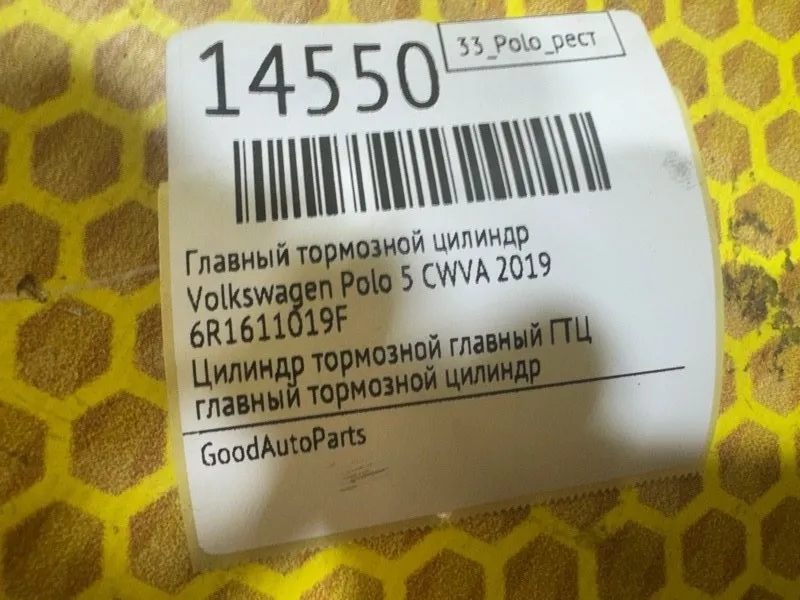 14550
33_Polo_рест
Главный тормозной цилиндр
Volkswagen Polo 5 CWVA 2019
6R1611019F
Цилиндр тормозной главный ГТЦ
главный тормозной цилиндр
GoodAutoParts